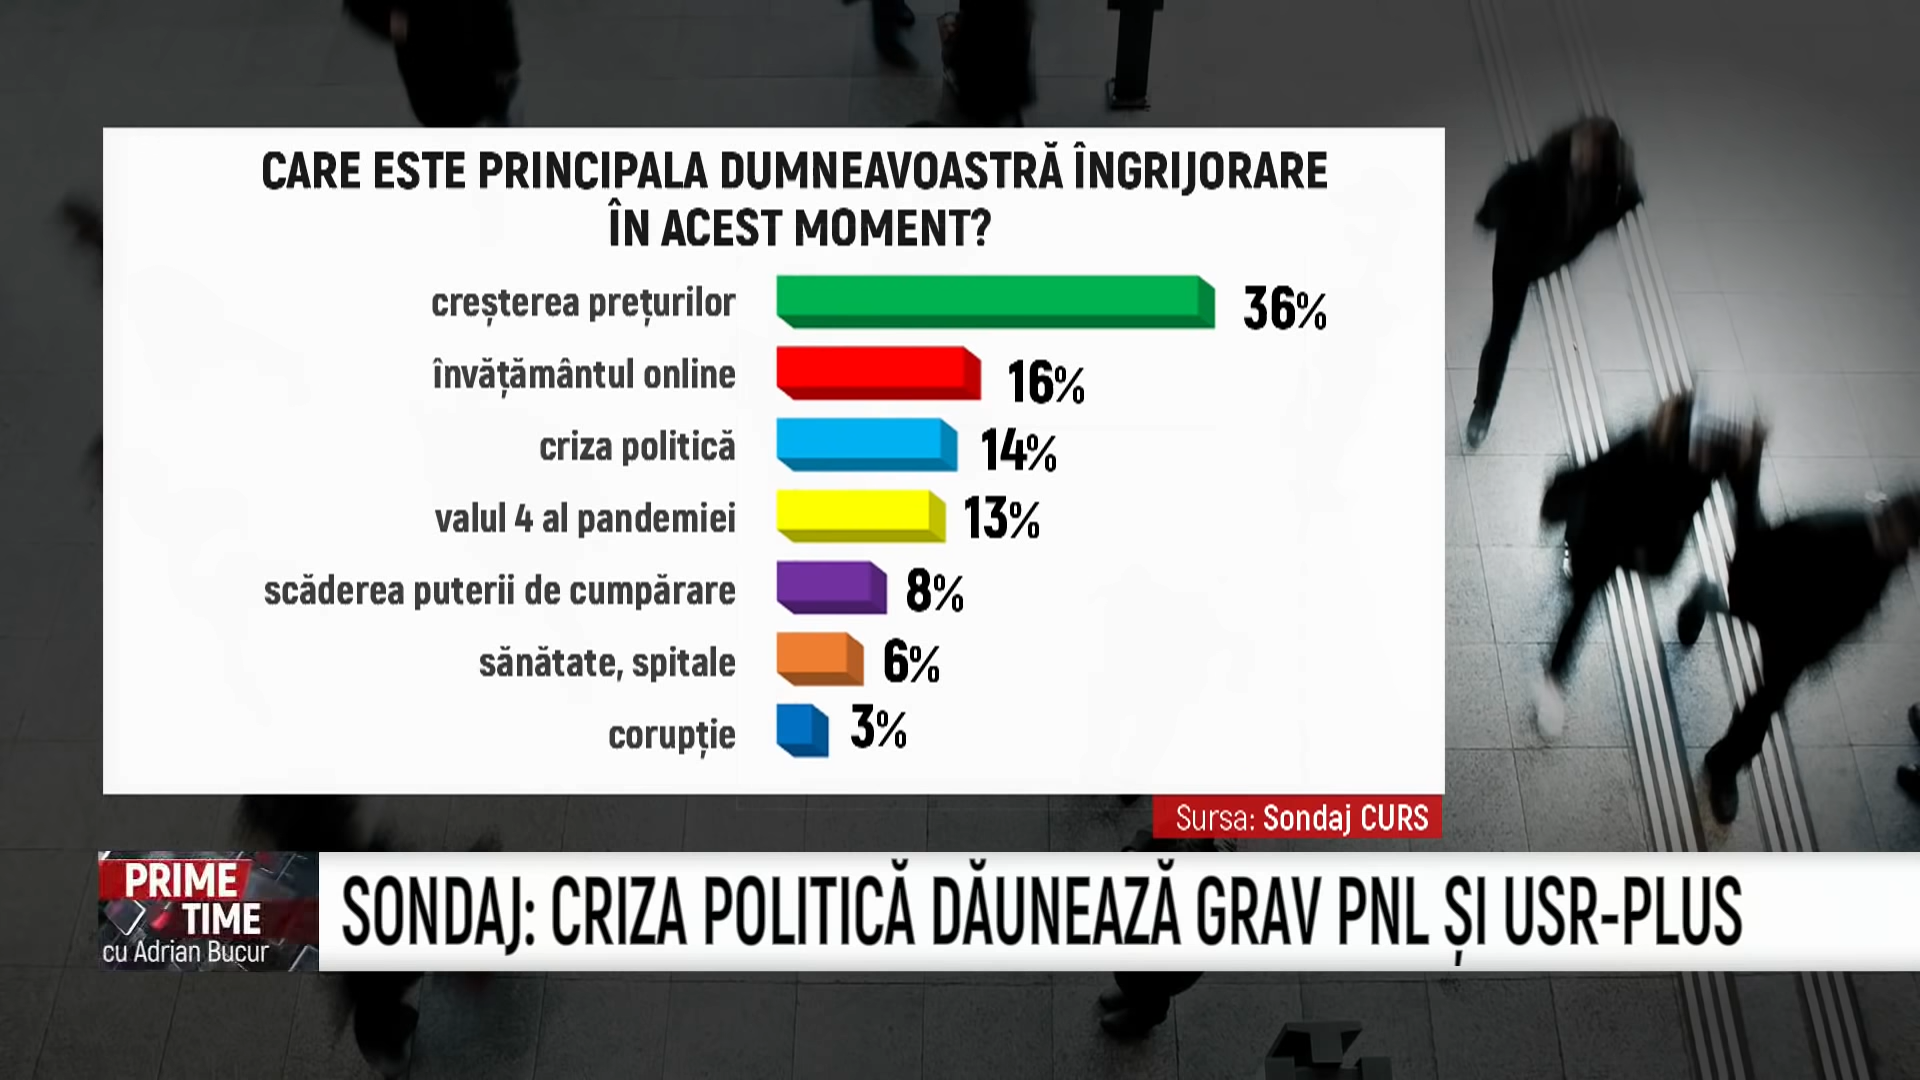 CARE ESTE PRINCIPALA DUMNEAVOASTRĂ ÎNGRIJORARE
ÎN ACEST MOMENT?
creșterea prețurilor 36%
învățământul online 16%
criza politică 14%
valul 4 al pandemiei 13%
scăderea puterii de cumpărare 8%
sănătate, spitale 6%
corupție 3%
Sursa: Sondaj CURS
PRIME
TIME
cu Adrian Bucur
SONDAJ: CRIZA POLITICĂ DĂUNEAZĂ GRAV PNL ȘI USR-PLUS